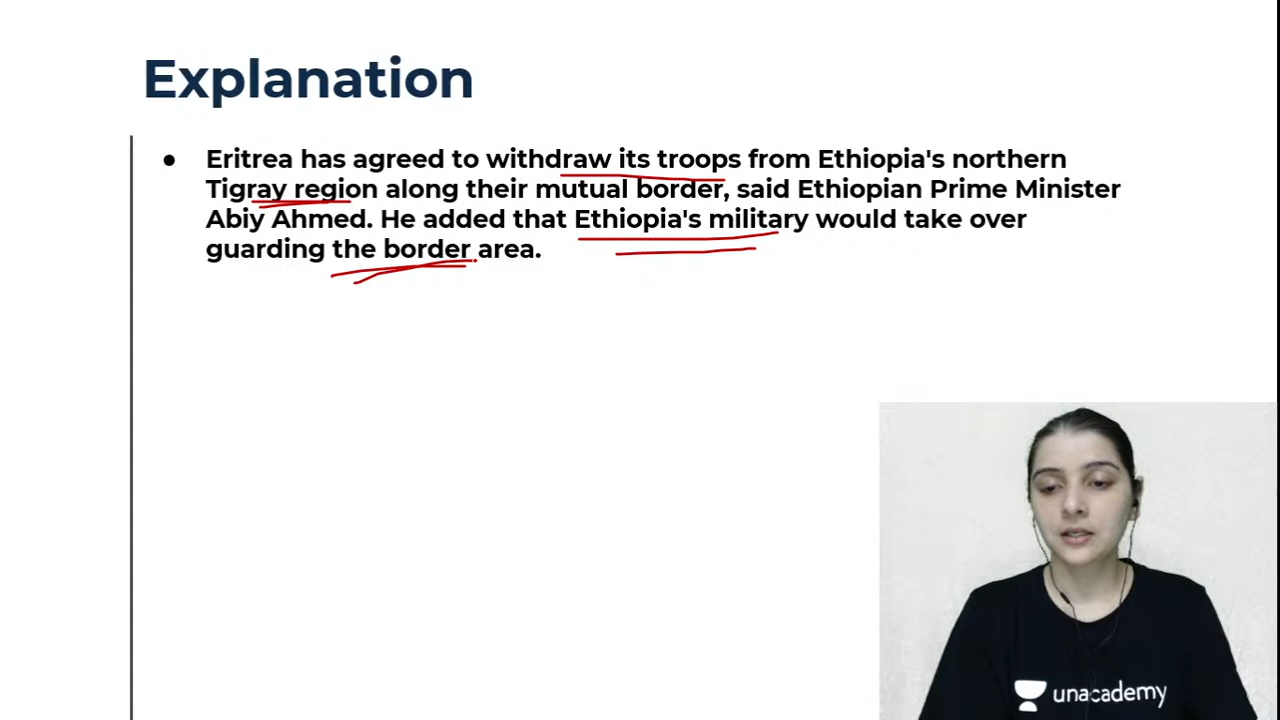 Explanation
● Eritrea has agreed to withdraw its troops from Ethiopia's northern
Tigray region along their mutual border, said Ethiopian Prime Minister
Abiy Ahmed. He added that Ethiopia's military would take over
guarding the border area.
unacademy